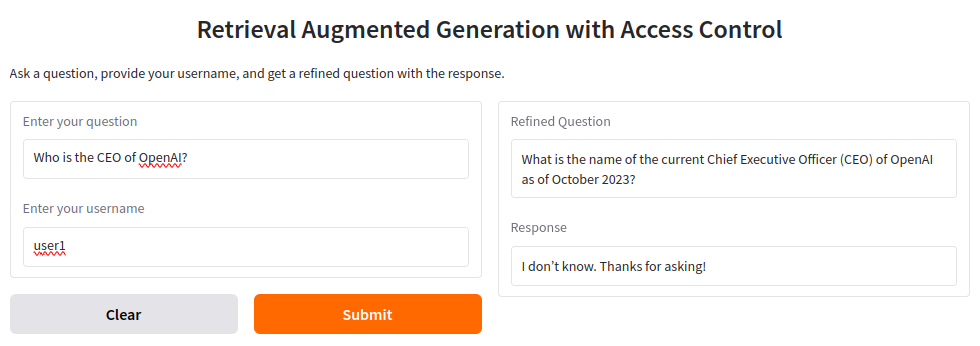 Retrieval Augmented Generation with Access Control
Ask a question, provide your username, and get a refined question with the response.
Enter your question
Who is the CEO of OpenAI?
Enter your username
user1
Clear
Submit
Refined Question
What is the name of the current Chief Executive Officer (CEO) of OpenAI
as of October 2023?
Response
I don’t know. Thanks for asking!